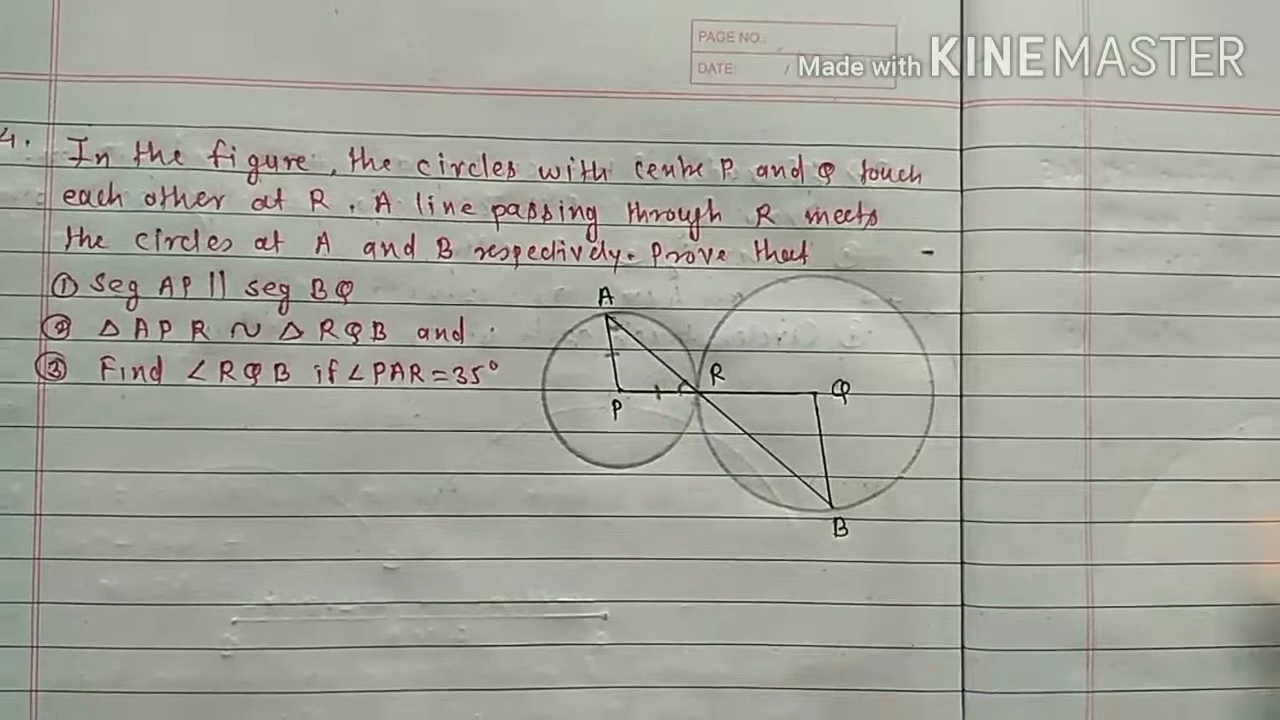 PAGE NO.:
DATE: /
Made with KINEMASTER
4. In the figure, the circles with centre P and Q touch
each other at R. A line passing through R meets
the circles at A and B respectively. Prove that
① Seg AP || seg BQ
② △ APR ~ △ RQB and
③ Find ∠RQB if ∠PAR = 35°
A
R
P
Q
B